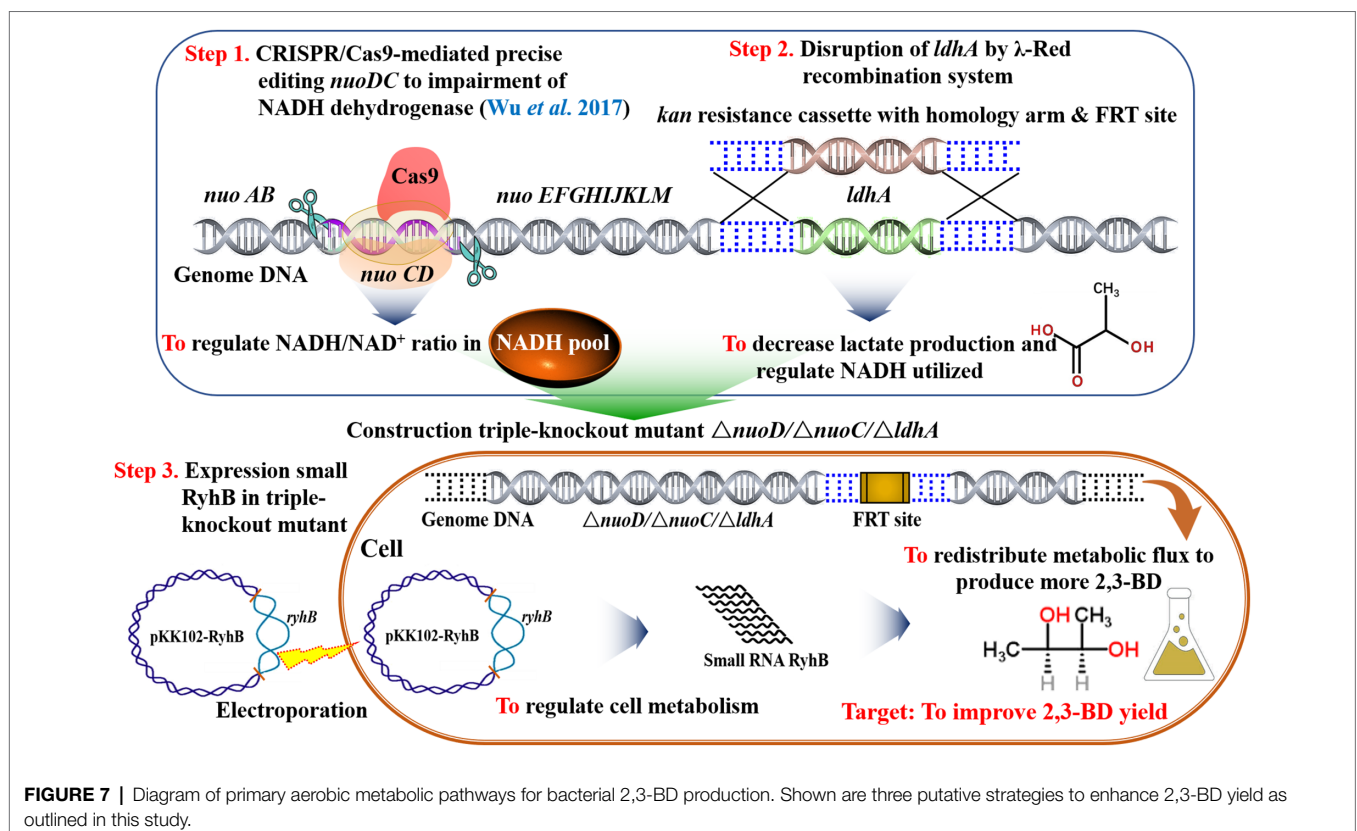 Step 1. CRISPR/Cas9-mediated precise
editing nuoDC to impairment of
NADH dehydrogenase (Wu et al. 2017)
Step 2. Disruption of ldhA by λ-Red
recombination system
kan resistance cassette with homology arm & FRT site
Cas9
nuo AB
nuo EFGHIJKLM
ldhA
Genome DNA
nuo CD
To regulate NADH/NAD⁺ ratio in
NADH pool
To decrease lactate production and
regulate NADH utilized
CH₃
HO
OH
O
Construction triple-knockout mutant △nuoD/△nuoC/△ldhA
Step 3. Expression small
RyhB in triple-
knockout mutant
Genome DNA
△nuoD/△nuoC/△ldhA
FRT site
Cell
To redistribute metabolic flux to
produce more 2,3-BD
pKK102-RyhB
ryhB
pKK102-RyhB
ryhB
Small RNA RyhB
OH CH₃
H₃C
OH
H H
Electroporation
To regulate cell metabolism
Target: To improve 2,3-BD yield
FIGURE 7 | Diagram of primary aerobic metabolic pathways for bacterial 2,3-BD production. Shown are three putative strategies to enhance 2,3-BD yield as
outlined in this study.